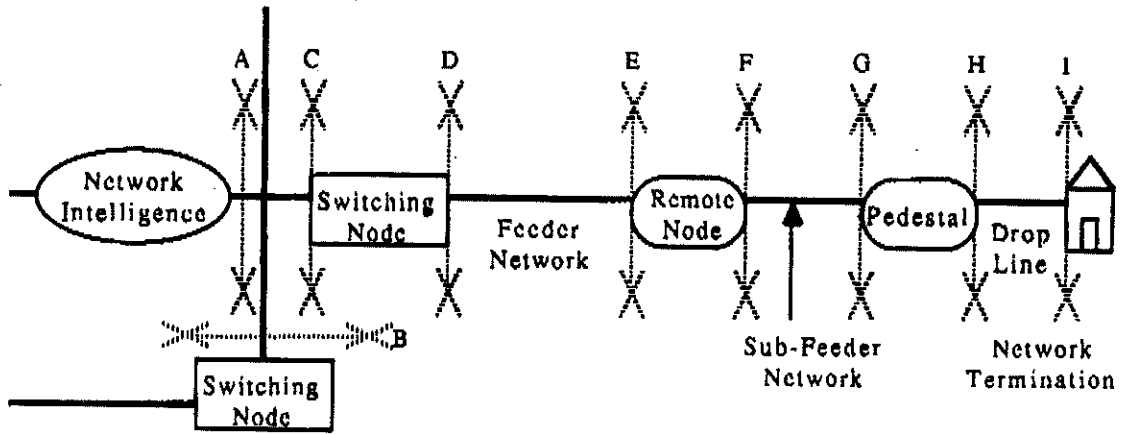 A
C
D
E
F
G
H
I
Network
Intelligence
Switching
Node
Feeder
Network
Remote
Node
Pedestal
Drop
Line
B
Sub-Feeder
Network
Network
Termination
Switching
Node